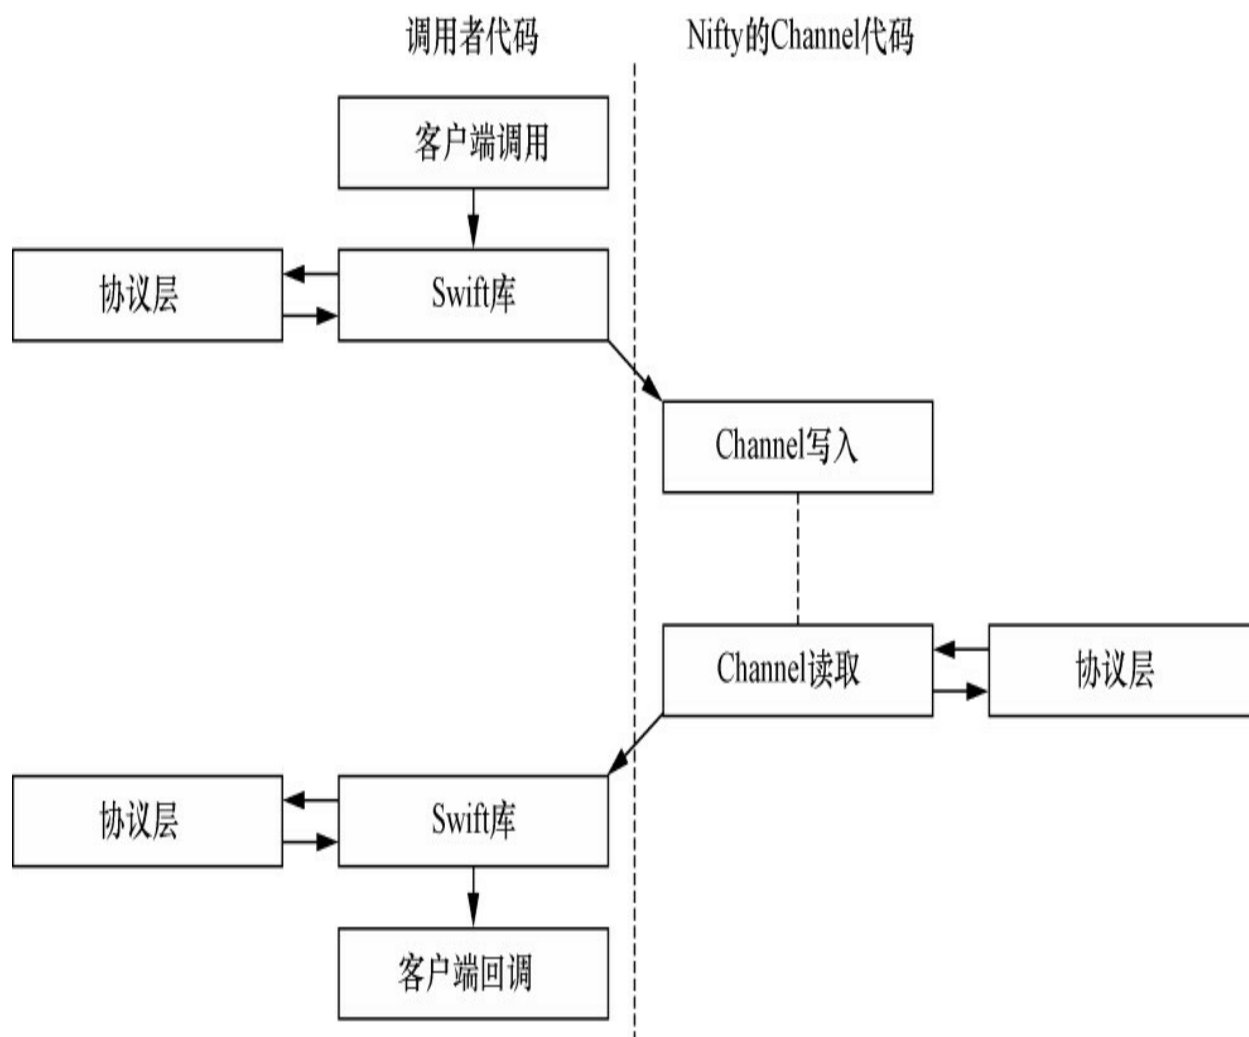 调用者代码
Nifty的Channel代码
客户端调用
协议层
Swift库
Channel写入
Channel读取
协议层
协议层
Swift库
客户端回调